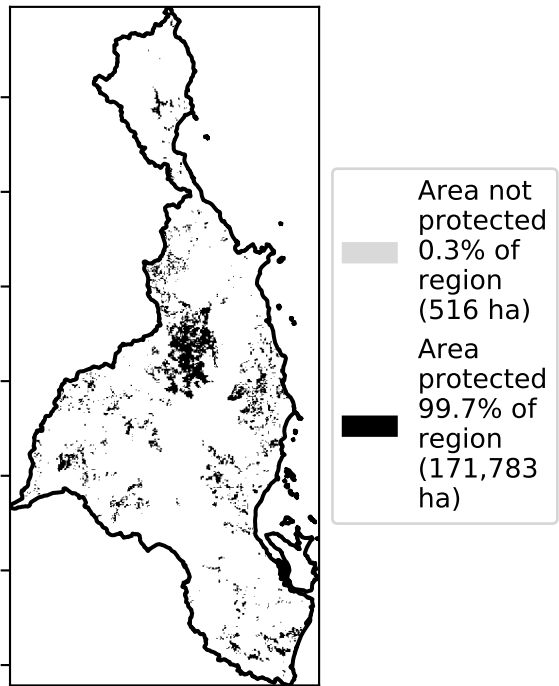 Area not
protected
0.3% of
region
(516 ha)
Area
protected
99.7% of
region
(171,783
ha)